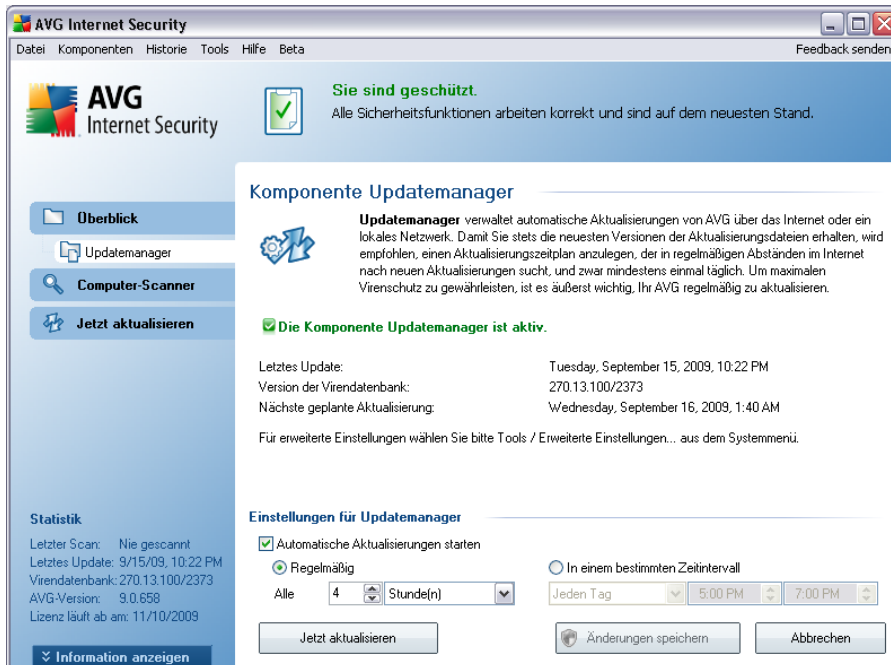 AVG Internet Security
Datei Komponenten Historie Tools Hilfe Beta Feedback senden
AVG
Internet Security
Sie sind geschützt.
Alle Sicherheitsfunktionen arbeiten korrekt und sind auf dem neuesten Stand.
Überblick
Updatemanager
Computer-Scanner
Jetzt aktualisieren
Komponente Updatemanager
Updatemanager verwaltet automatische Aktualisierungen von AVG über das Internet oder ein
lokales Netzwerk. Damit Sie stets die neuesten Versionen der Aktualisierungsdateien erhalten, wird
empfohlen, einen Aktualisierungszeitplan anzulegen, der in regelmäßigen Abständen im Internet
nach neuen Aktualisierungen sucht, und zwar mindestens einmal täglich. Um maximalen
Virenschutz zu gewährleisten, ist es äußerst wichtig, Ihr AVG regelmäßig zu aktualisieren.
Die Komponente Updatemanager ist aktiv.
Letztes Update: Tuesday, September 15, 2009, 10:22 PM
Version der Virendatenbank: 270.13.100/2373
Nächste geplante Aktualisierung: Wednesday, September 16, 2009, 1:40 AM
Für erweiterte Einstellungen wählen Sie bitte Tools / Erweiterte Einstellungen... aus dem Systemmenü.
Einstellungen für Updatemanager
Automatische Aktualisierungen starten
Regelmäßig In einem bestimmten Zeitintervall
Alle 4 Stunde(n) Jeden Tag 5:00 PM 7:00 PM
Jetzt aktualisieren Änderungen speichern Abbrechen
Statistik
Letzter Scan: Nie gescannt
Letztes Update: 9/15/09, 10:22 PM
Virendatenbank: 270.13.100/2373
AVG-Version: 9.0.658
Lizenz läuft ab am: 11/10/2009
Information anzeigen